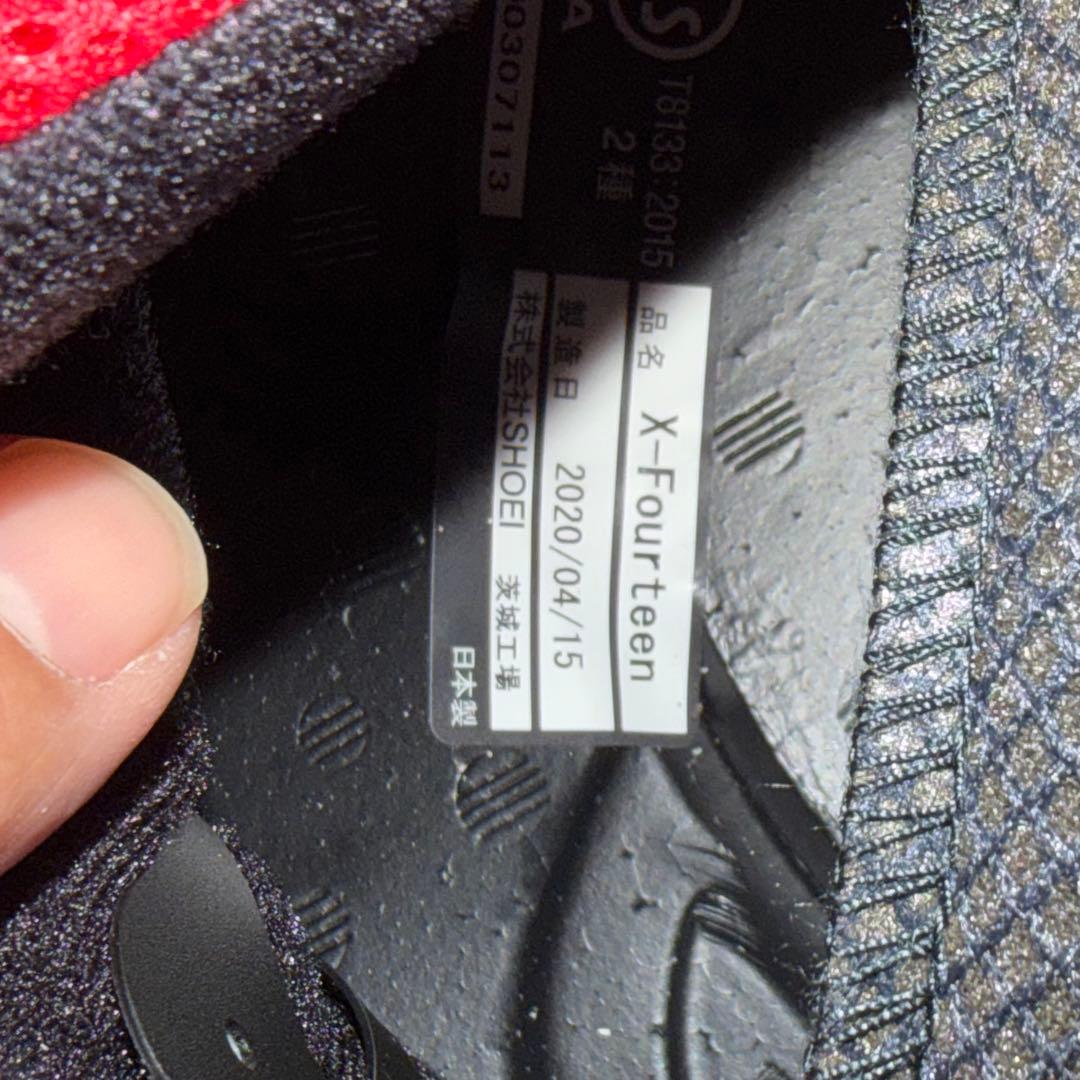 S
T8133:2015
2種
A
0307113
品名 X-Fourteen
製造日 2020/04/15
株式会社SHOEI 茨城工場
日本製